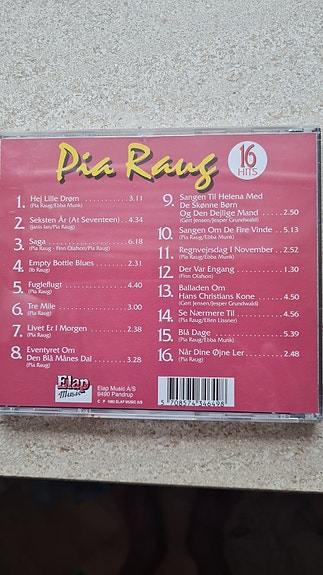 Pia Raug
16
HITS
1. Hej Lille Drøm .......... 3.11
(Pia Raug/Ebba Munk)
2. Seksten År (At Seventeen) .. 4.34
(Janis Ian/Pia Raug)
3. Saga .......... 6.18
(Pia Raug - Finn Olafson/Pia Raug)
4. Empty Bottle Blues ....... 2.31
(Ib Raug)
5. Fugleflugt .......... 4.40
(Pia Raug)
6. Tre Mile .......... 3.00
(Pia Raug)
7. Livet Er I Morgen ........ 2.38
(Pia Raug)
8. Eventyret Om
Den Blå Månes Dal ....... 3.28
(Pia Raug)
9. Sangen Til Helena Med
De Skønne Børn
Og Den Dejlige Mand ..... 2.50
(Gert Jensen/Jesper Grundwald)
10. Sangen Om De Fire Vinde .. 5.13
(Pia Raug/Ebba Munk)
11. Regnvejrsdag I November .. 2.52
(Pia Raug/Ebba Munk)
12. Der Var Engang .......... 1.30
(Finn Olafson)
13. Balladen Om
Hans Christians Kone ..... 4.50
(Gert Jensen/Jesper Grundwald)
14. Se Nærmere Til .......... 4.56
(Pia Raug/Ellen Lissner)
15. Blå Dage .......... 5.39
(Pia Raug/Ebba Munk)
16. Når Dine Øjne Ler ....... 2.48
(Pia Raug)
Elap
Music
Elap Music A/S
9490 Pandrup
C P 1992 ELAP MUSIC A/S
5 708574 346498